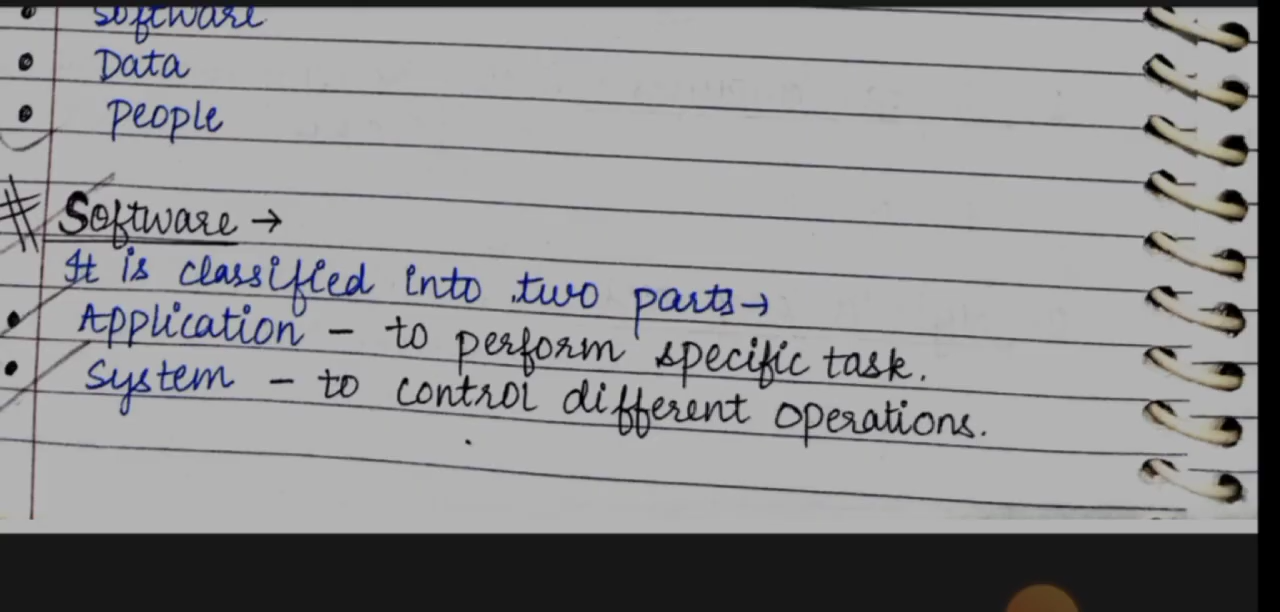 • Software
• Data
• People
# Software →
It is classified into two parts →
• Application - to perform specific task.
• System - to control different operations.